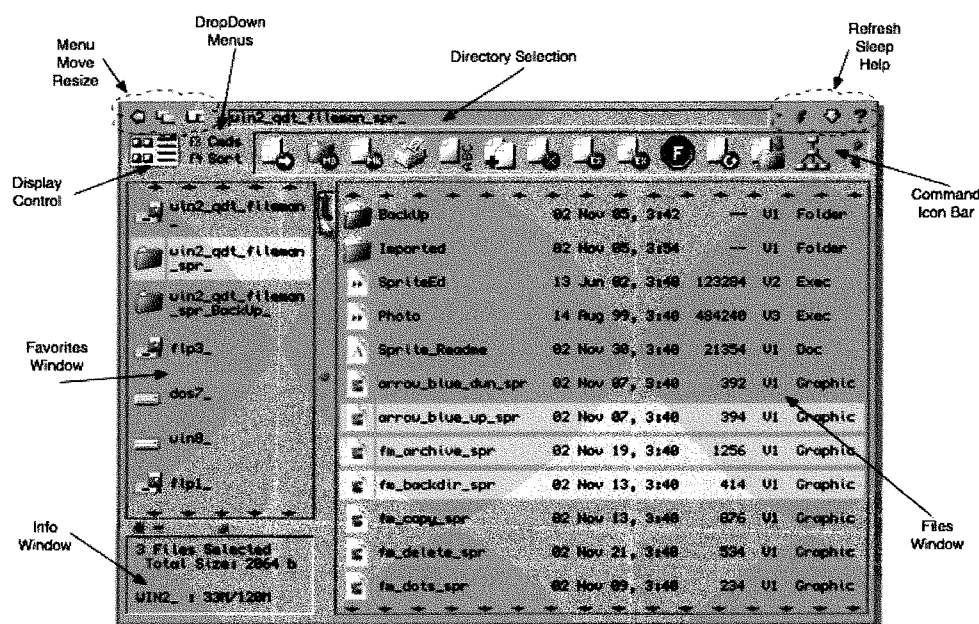 DropDown
Menus
Menu
Move
Resize
Directory Selection
Refresh
Sleep
Help
win2_qdt_fileman_spr_
?
F3 Cmds
F4 Sort
ABC
F
Display
Control
Command
Icon Bar
win2_qdt_fileman
_
win2_qdt_fileman
_spr_
win2_qdt_fileman
_spr_BackUp_
flp3_
dos7_
win8_
flp1_
Favorites
Window
BackUp 02 Nov 05, 3:42 -- V1 Folder
Imported 02 Nov 05, 3:54 -- V1 Folder
SpriteEd 13 Jun 02, 3:40 123284 V2 Exec
Photo 14 Aug 99, 3:40 484240 V3 Exec
Sprite_Readme 02 Nov 30, 3:40 21354 V1 Doc
arrow_blue_dwn_spr 02 Nov 07, 9:40 392 V1 Graphic
arrow_blue_up_spr 02 Nov 07, 3:40 394 V1 Graphic
fm_archive_spr 02 Nov 19, 3:40 1256 V1 Graphic
fm_backdir_spr 02 Nov 13, 3:40 414 V1 Graphic
fm_copy_spr 02 Nov 13, 3:40 876 V1 Graphic
fm_delete_spr 02 Nov 21, 3:40 534 V1 Graphic
fm_dots_spr 02 Nov 09, 3:40 234 V1 Graphic
Files
Window
Info
Window
3 Files Selected
Total Size: 2064 b
WIN2_ : 33M/120M